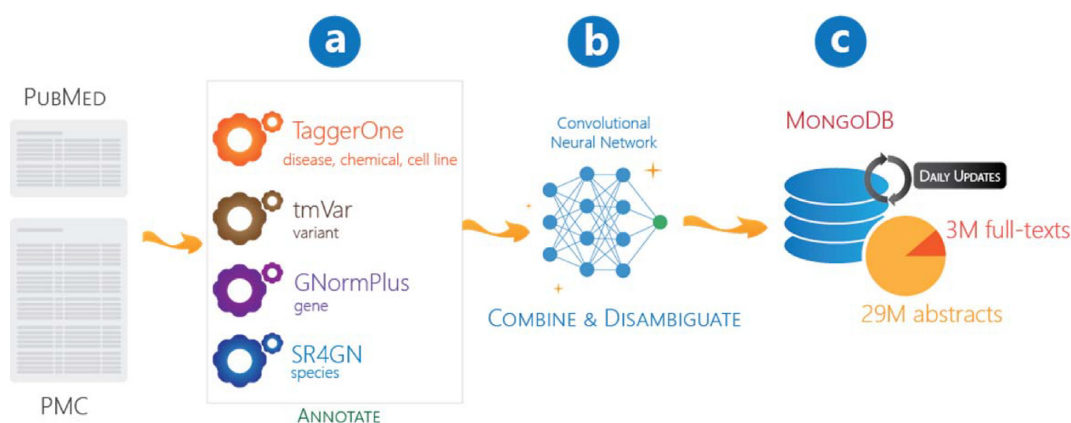 a
b
c
PUBMED
PMC
TaggerOne
disease, chemical, cell line
tmVar
variant
GNormPlus
gene
SR4GN
species
ANNOTATE
Convolutional
Neural Network
COMBINE & DISAMBIGUATE
MONGODB
DAILY UPDATES
3M full-texts
29M abstracts